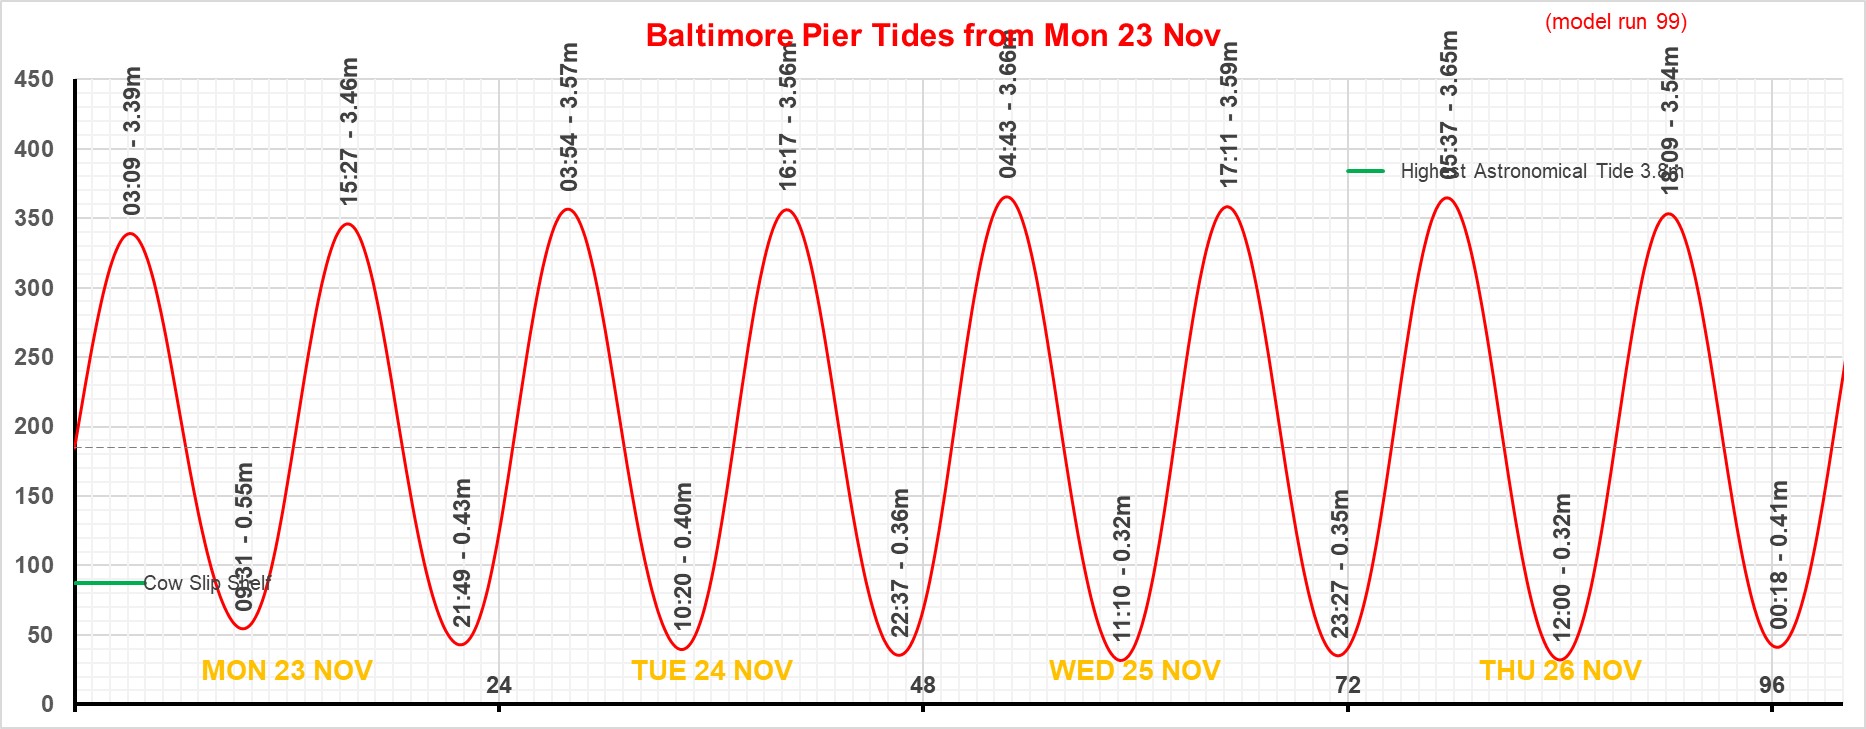 Baltimore Pier Tides from Mon 23 Nov
(model run 99)
450
400
350
300
250
200
150
100
50
0
03:09 - 3.39m
09:31 - 0.55m
15:27 - 3.46m
21:49 - 0.43m
03:54 - 3.57m
10:20 - 0.40m
16:17 - 3.56m
22:37 - 0.36m
04:43 - 3.66m
11:10 - 0.32m
17:11 - 3.59m
23:27 - 0.35m
05:37 - 3.65m
12:00 - 0.32m
18:09 - 3.54m
00:18 - 0.41m
Highest Astronomical Tide 3.8m
Cow Slip Shelf
MON 23 NOV
TUE 24 NOV
WED 25 NOV
THU 26 NOV
24
48
72
96